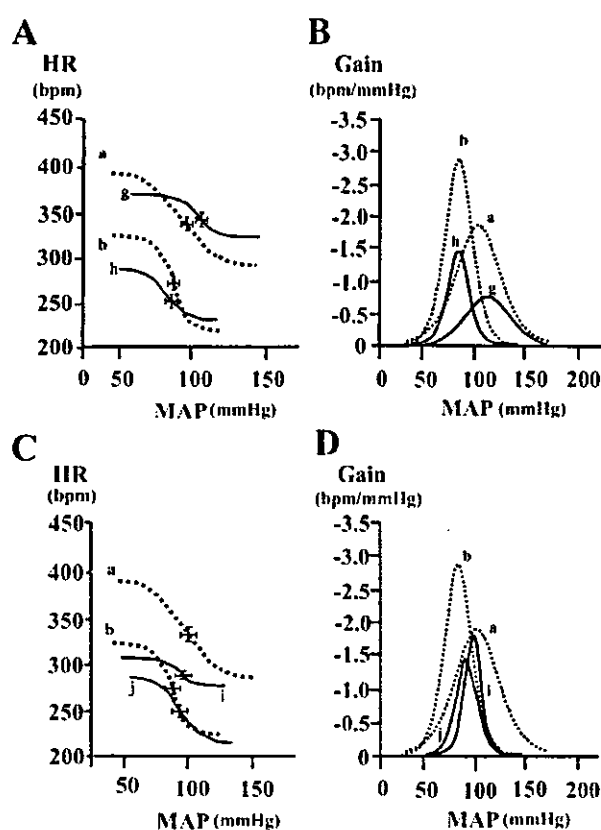 A
HR
(bpm)
450
400
350
300
250
200
a
g
b
h
0 50 100 150
MAP (mmHg)
B
Gain
(bpm/mmHg)
-3.5
-3.0
-2.5
-2.0
-1.5
-1.0
-0.5
0
b
a
h
g
50 100 150 200
MAP (mmHg)
C
HR
(bpm)
450
400
350
300
250
200
a
b
j
i
50 100 150
MAP (mmHg)
D
Gain
(bpm/mmHg)
-3.5
-3.0
-2.5
-2.0
-1.5
-1.0
-0.5
0
b
a
i
j
0 50 100 150 200
MAP (mmHg)